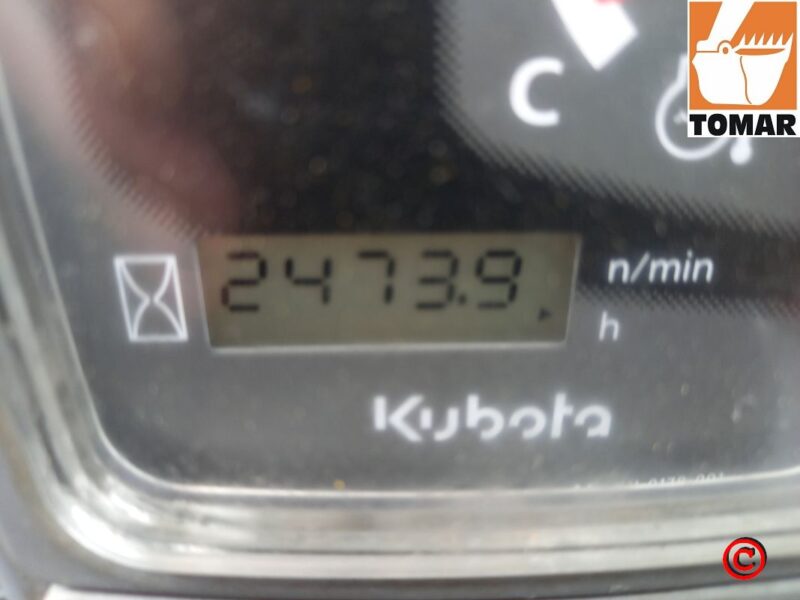 TOMAR
C
2473.9
n/min
h
Kubota
©